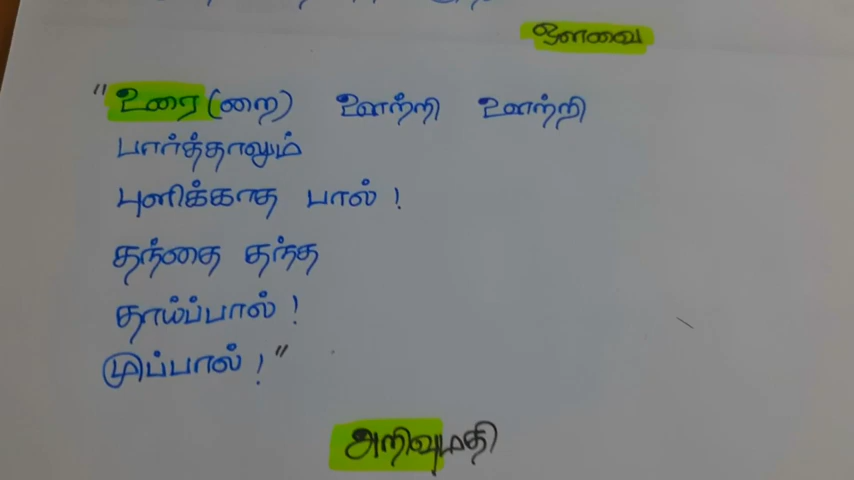 ஔவை
"உரை(றை) ஊற்றி ஊற்றி
பார்த்தாலும்
புளிக்காத பால்!
தந்தை தந்த
தாய்ப்பால்!
முப்பால்!"
அறிவுமதி